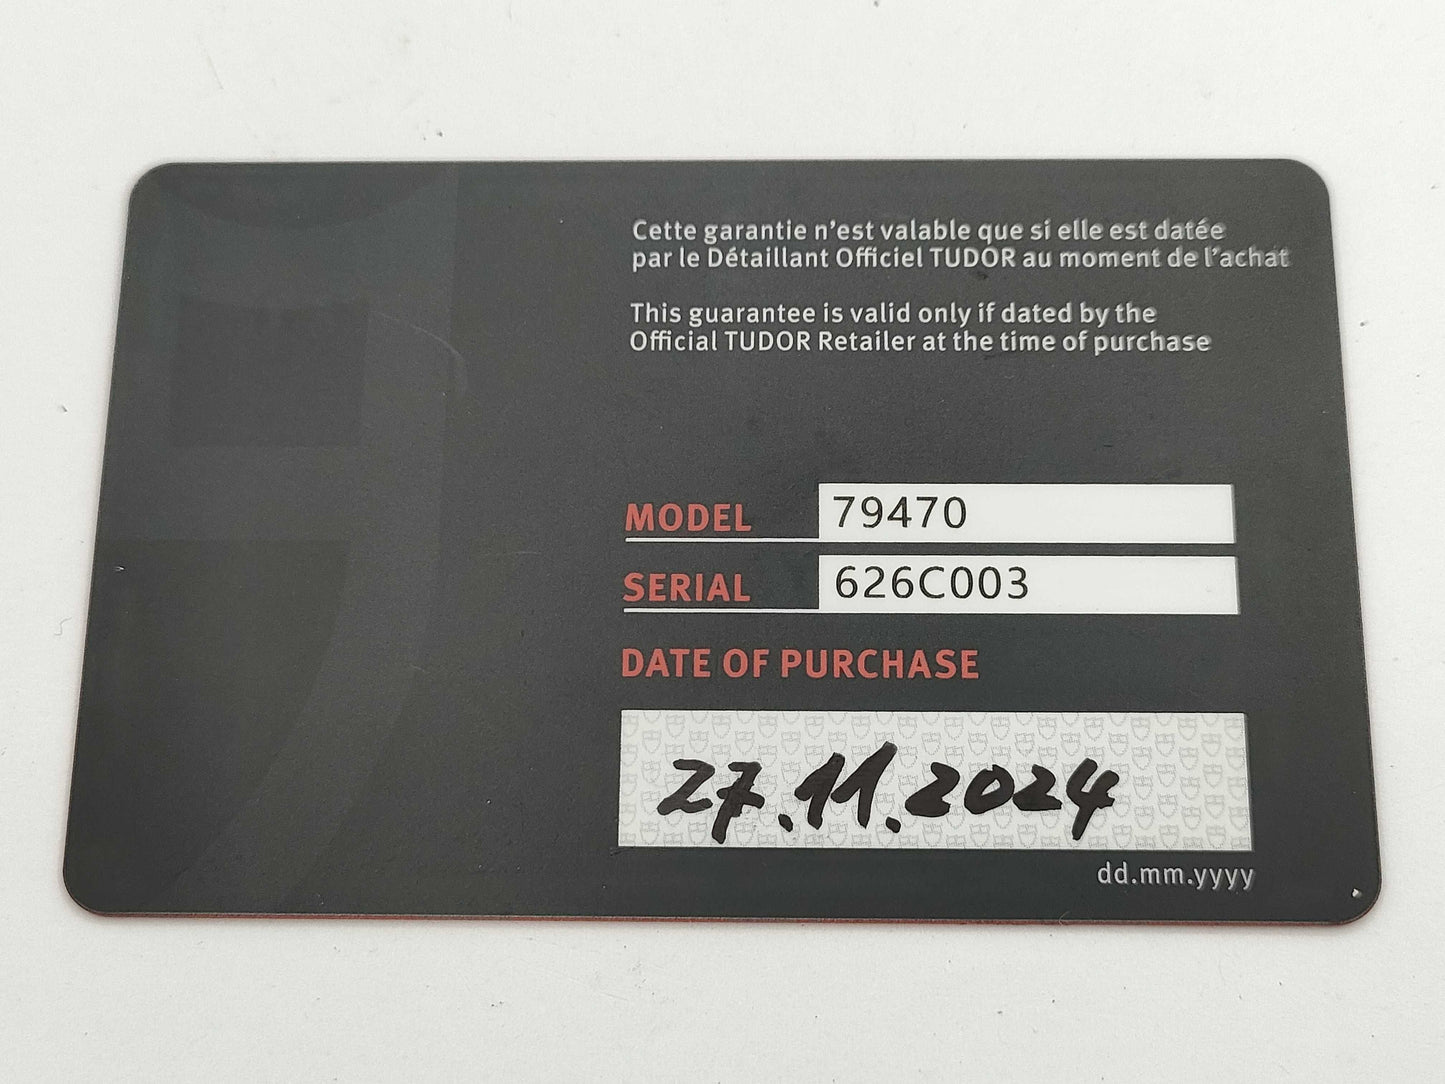 Cette garantie n'est valable que si elle est datée
par le Détaillant Officiel TUDOR au moment de l'achat
This guarantee is valid only if dated by the
Official TUDOR Retailer at the time of purchase
MODEL 79470
SERIAL 626C003
DATE OF PURCHASE
27.11.2024
dd.mm.yyyy